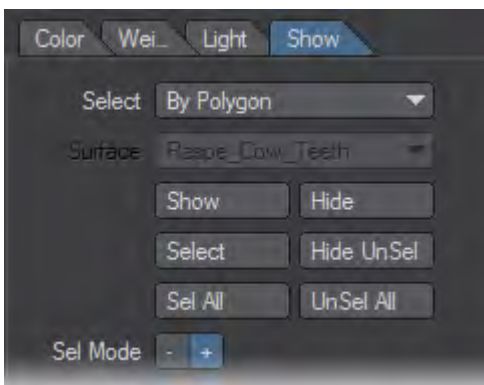 Color Wei... Light Show
Select By Polygon
Surface Raspe_Cow_Teeth
Show Hide
Select Hide UnSel
Sel All UnSel All
Sel Mode - +